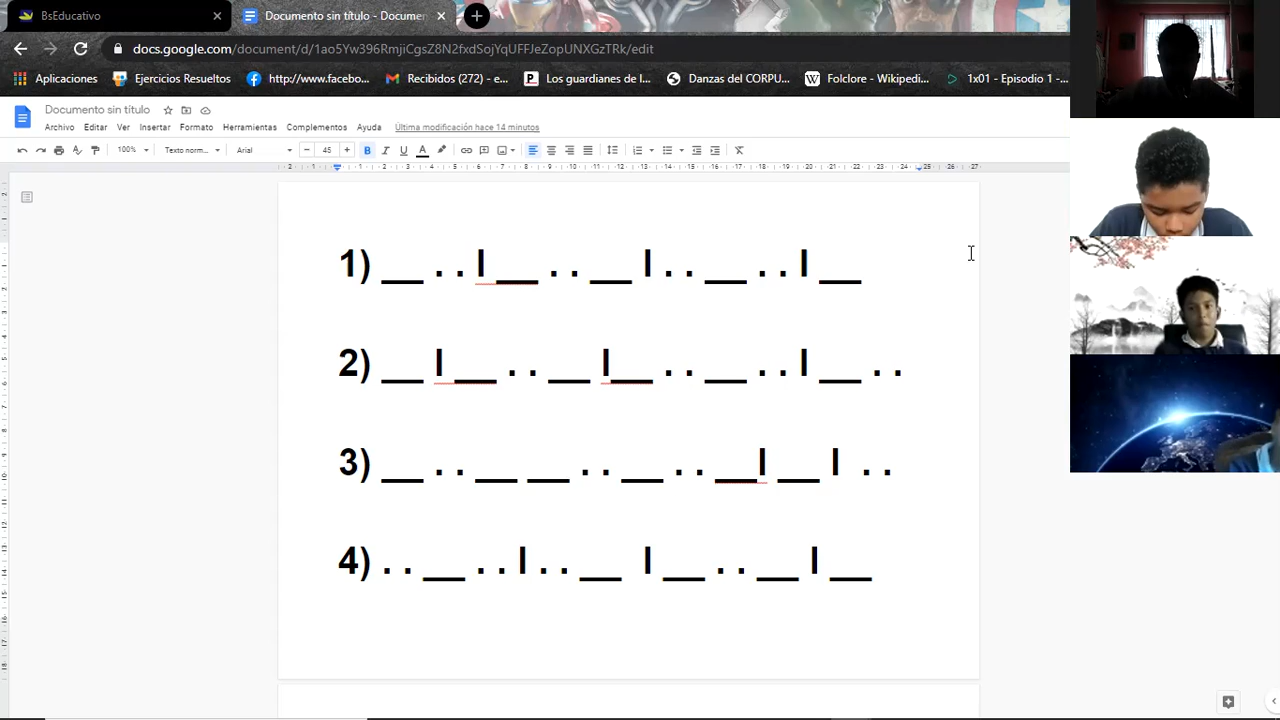 BsEducativo
Documento sin título - Documen
docs.google.com/document/d/1ao5Yw396RmjiCgsZ8N2fxdSojYqUFFJeZopUNXGzTRk/edit
Aplicaciones Ejercicios Resueltos http://www.facebo... Recibidos (272) - e... Los guardianes de l... Danzas del CORPU... Folclore - Wikipedi... 1x01 - Episodio 1 -...
Documento sin título
Archivo Editar Ver Insertar Formato Herramientas Complementos Ayuda Última modificación hace 14 minutos
100% Texto norm... Arial 45 B I U A
1) __ . . l __ . . __ l . . __ . . l __
2) __ l __ . . __ l__ . . __ . . l __ . .
3) __ . . __ __ . . __ . . __l __ l . .
4) . . __ . . l . . __ l __ . . __ l __